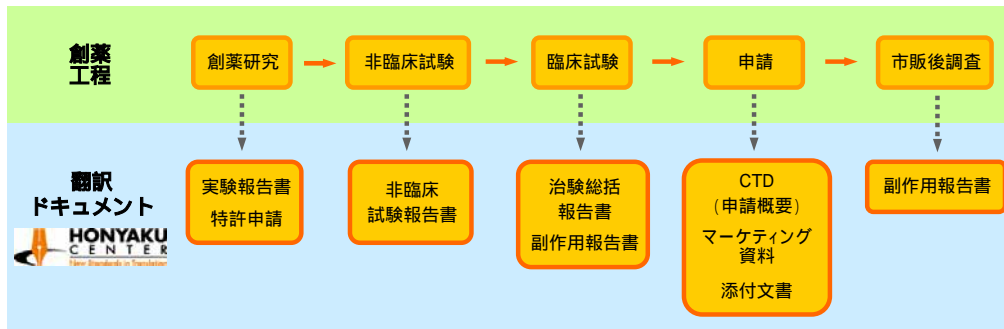 創薬
工程
創薬研究
非臨床試験
臨床試験
申請
市販後調査
翻訳
ドキュメント
HONYAKU
CENTER
New Standards in Translation
実験報告書
特許申請
非臨床
試験報告書
治験総括
報告書
副作用報告書
CTD
(申請概要)
マーケティング
資料
添付文書
副作用報告書